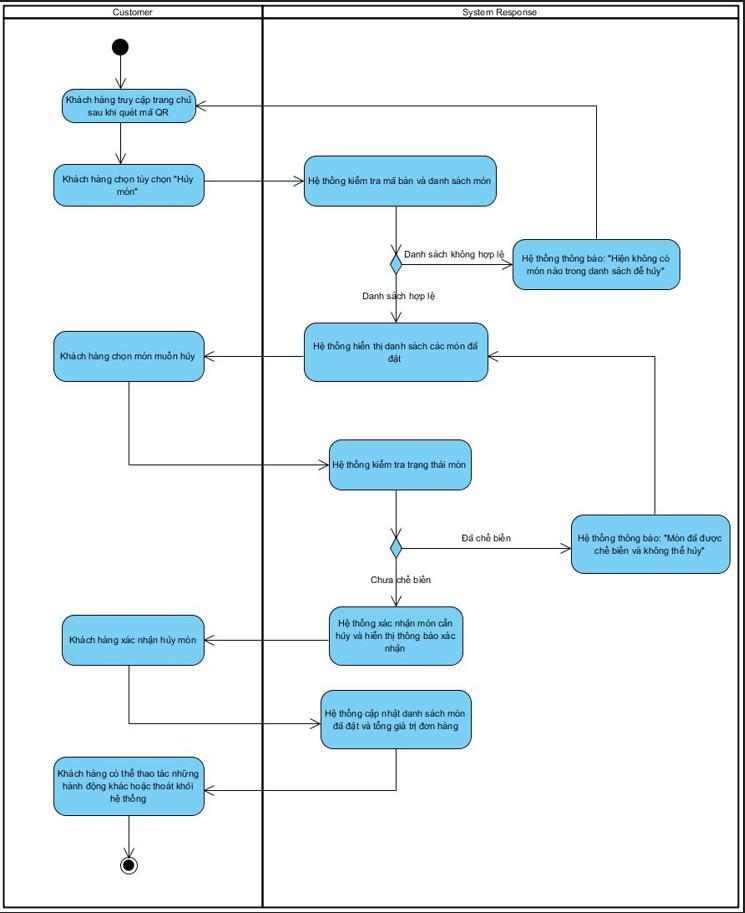 Customer
System Response
Khách hàng truy cập trang chủ
sau khi quét mã QR
Khách hàng chọn tùy chọn "Hủy
món"
Hệ thống kiểm tra mã bàn và danh sách món
Danh sách không hợp lệ
Hệ thống thông báo: "Hiện không có
món nào trong danh sách để hủy"
Danh sách hợp lệ
Khách hàng chọn món muốn hủy
Hệ thống hiển thị danh sách các món đã
đặt
Hệ thống kiểm tra trạng thái món
Đã chế biến
Hệ thống thông báo: "Món đã được
chế biến và không thể hủy"
Chưa chế biến
Khách hàng xác nhận hủy món
Hệ thống xác nhận món cần
hủy và hiển thị thông báo xác
nhận
Hệ thống cập nhật danh sách món
đã đặt và tổng giá trị đơn hàng
Khách hàng có thể thao tác những
hành động khác hoặc thoát khỏi
hệ thống